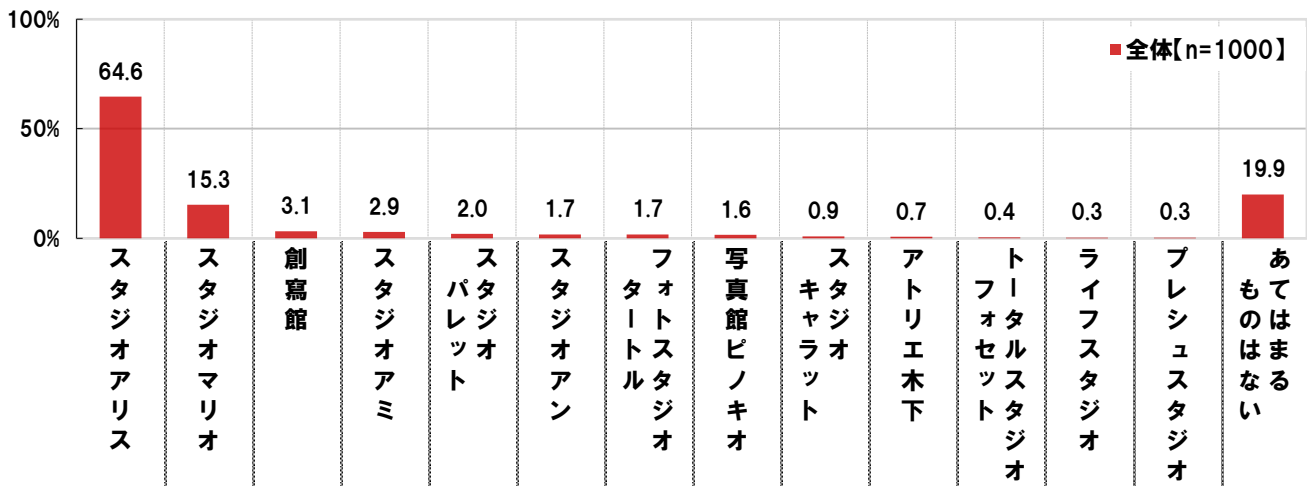 100%
50%
0%
全体【n=1000】
64.6
15.3
3.1
2.9
2.0
1.7
1.7
1.6
0.9
0.7
0.4
0.3
0.3
19.9
スタジオアリス
スタジオマリオ
創寫館
スタジオアミ
スタジオ
パレット
スタジオアン
フォトスタジオ
タートル
写真館ピノキオ
スタジオ
キャラット
アトリエ木下
トータルスタジオ
フォセット
ライフスタジオ
プレシュスタジオ
あてはまる
ものはない